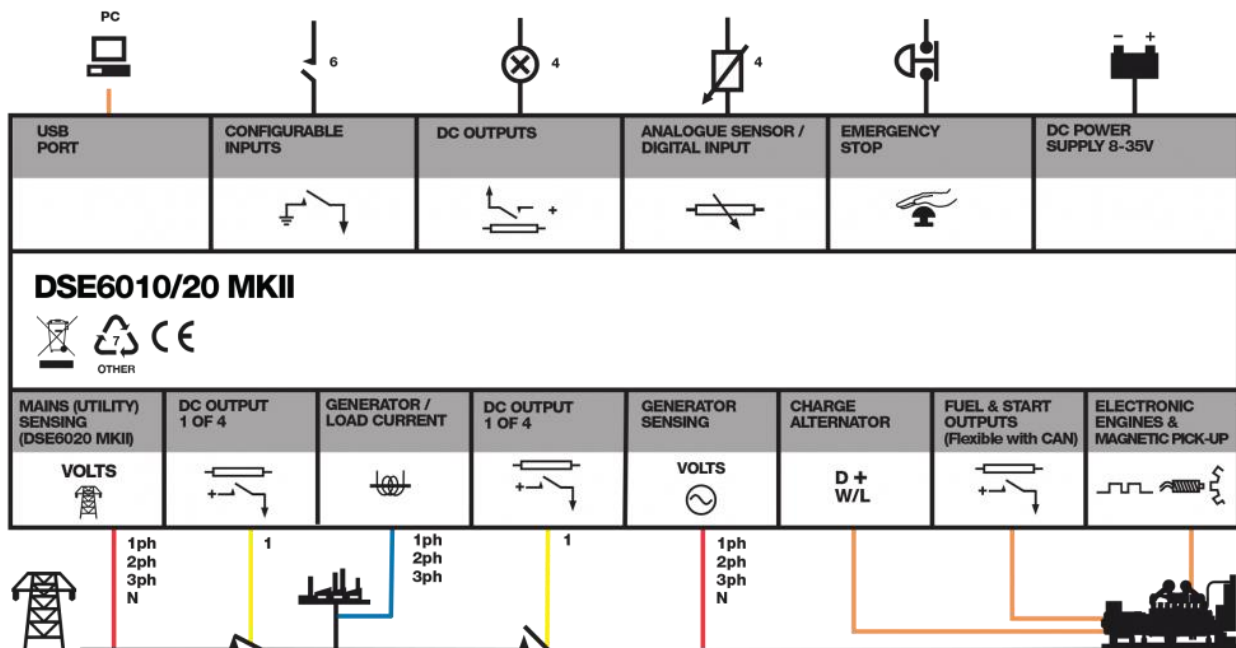 PC
6
4
4
- +
USB
PORT
CONFIGURABLE
INPUTS
DC OUTPUTS
ANALOGUE SENSOR /
DIGITAL INPUT
EMERGENCY
STOP
DC POWER
SUPPLY 8-35V
+
DSE6010/20 MKII
7
OTHER
CE
MAINS (UTILITY)
SENSING
(DSE6020 MKII)
DC OUTPUT
1 OF 4
GENERATOR /
LOAD CURRENT
DC OUTPUT
1 OF 4
GENERATOR
SENSING
CHARGE
ALTERNATOR
FUEL & START
OUTPUTS
(Flexible with CAN)
ELECTRONIC
ENGINES &
MAGNETIC PICK-UP
VOLTS
+
+
VOLTS
D +
W/L
+
1ph
2ph
3ph
N
1
1ph
2ph
3ph
1
1ph
2ph
3ph
N